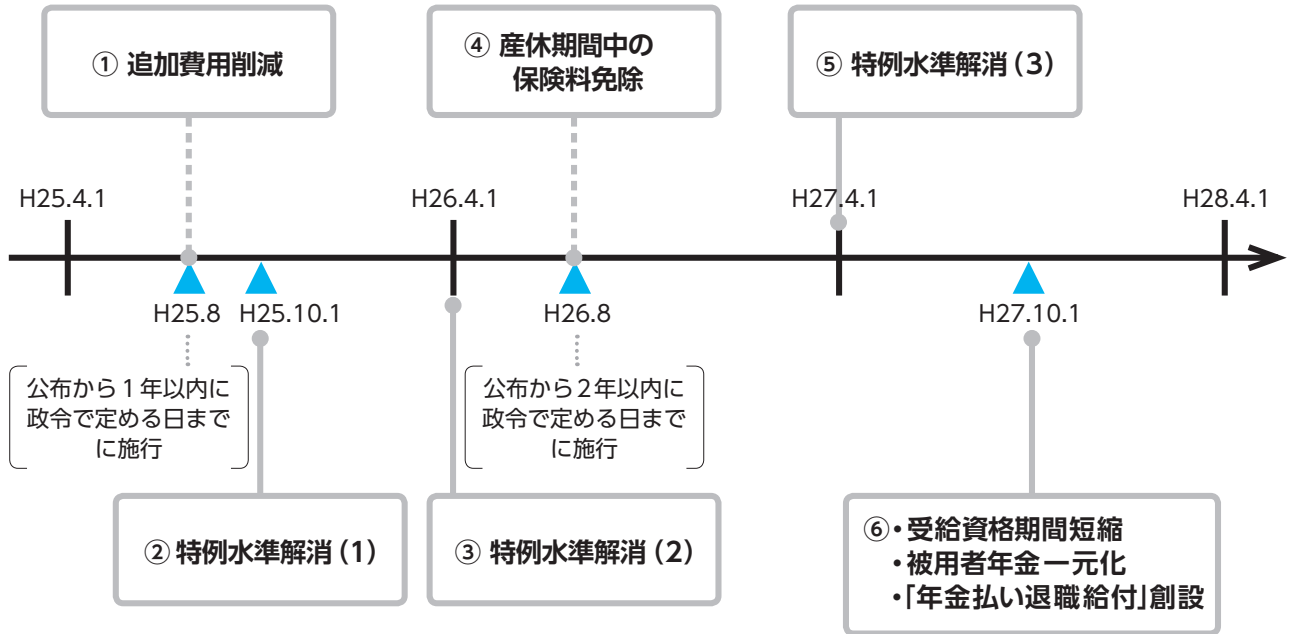 ① 追加費用削減
④ 産休期間中の
保険料免除
⑤ 特例水準解消（3）
H25.4.1
H26.4.1
H27.4.1
H28.4.1
H25.8
H25.10.1
H26.8
H27.10.1
公布から1年以内に
政令で定める日まで
に施行
公布から2年以内に
政令で定める日まで
に施行
② 特例水準解消（1）
③ 特例水準解消（2）
⑥・受給資格期間短縮
・被用者年金一元化
・「年金払い退職給付」創設